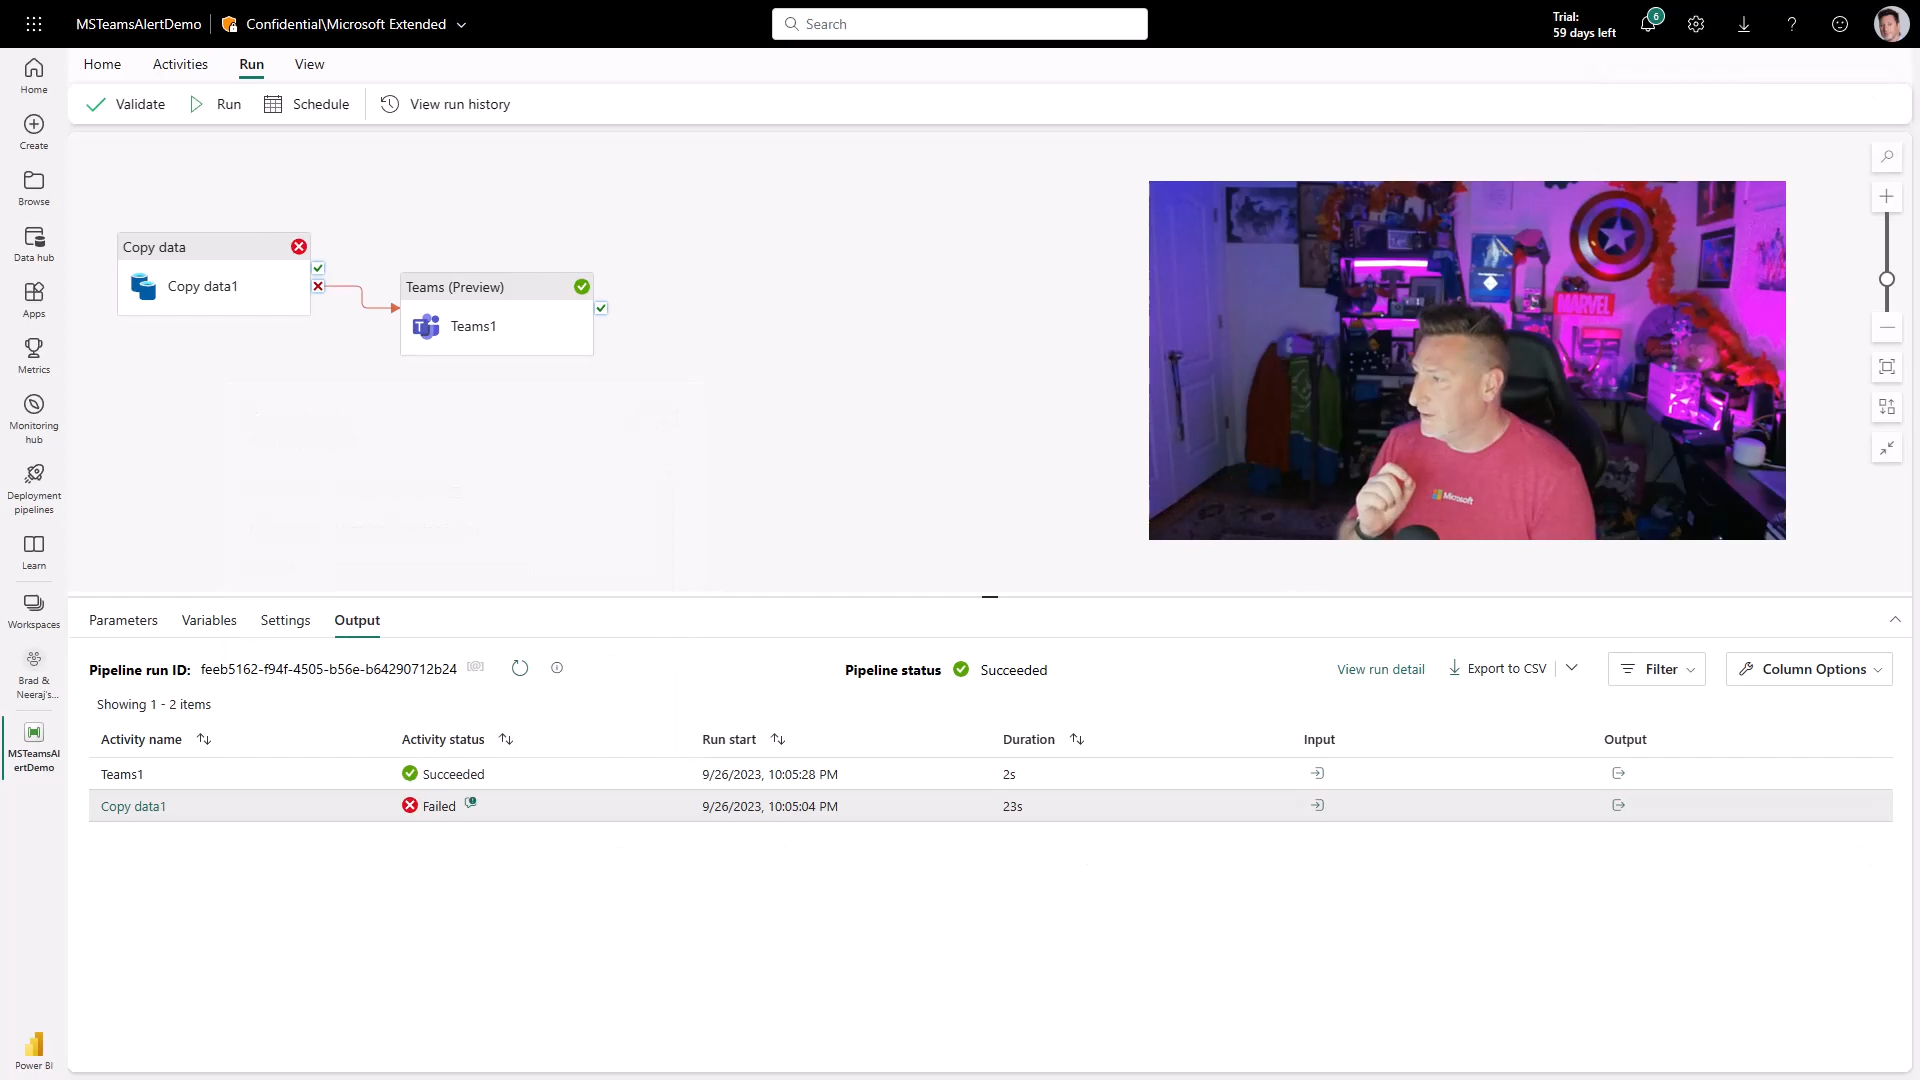 MSTeamsAlertDemo
Confidential\Microsoft Extended
Search
Trial:
59 days left
6
Home
Activities
Run
View
Validate
Run
Schedule
View run history
Home
Create
Browse
Data hub
Apps
Metrics
Monitoring
hub
Deployment
pipelines
Learn
Workspaces
Brad &
Neeraj's...
MSTeamsAl
ertDemo
Power BI
Copy data
Copy data1
Teams (Preview)
Teams1
MARVEL
Microsoft
Parameters
Variables
Settings
Output
Pipeline run ID: feeb5162-f94f-4505-b56e-b64290712b24
Pipeline status Succeeded
View run detail
Export to CSV
Filter
Column Options
Showing 1 - 2 items
Activity name
Activity status
Run start
Duration
Input
Output
Teams1
Succeeded
9/26/2023, 10:05:28 PM
2s
Copy data1
Failed
9/26/2023, 10:05:04 PM
23s